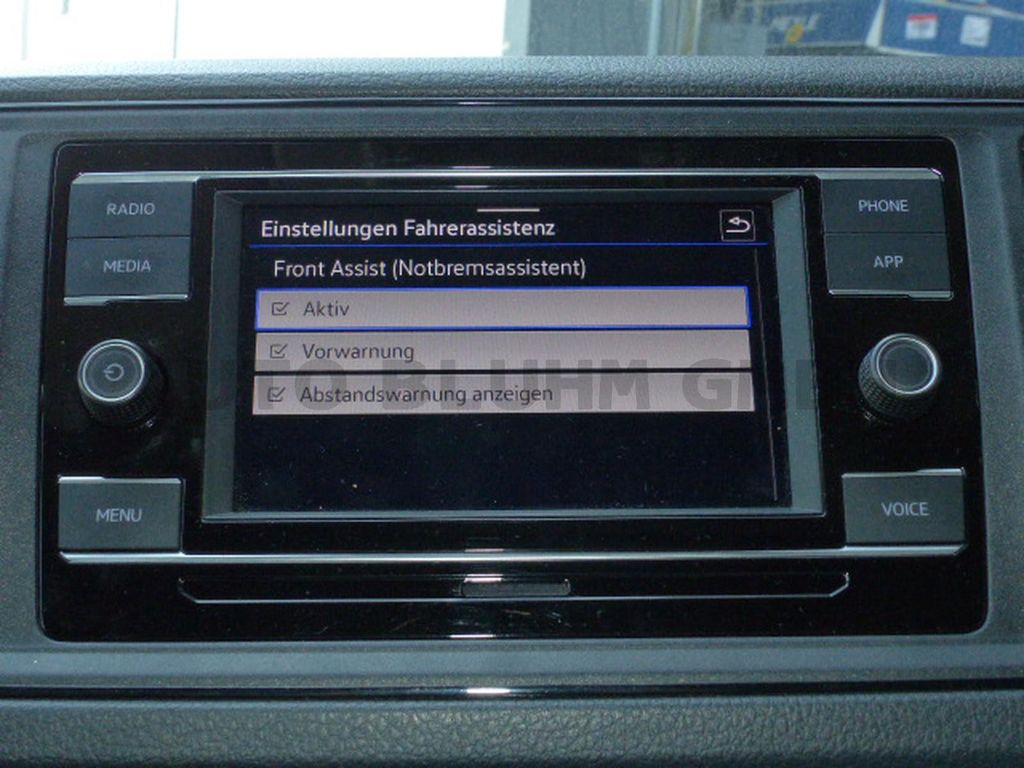 RADIO
PHONE
Einstellungen Fahrerassistenz
MEDIA
APP
Front Assist (Notbremsassistent)
Aktiv
Vorwarnung
Abstandswarnung anzeigen
MENU
VOICE